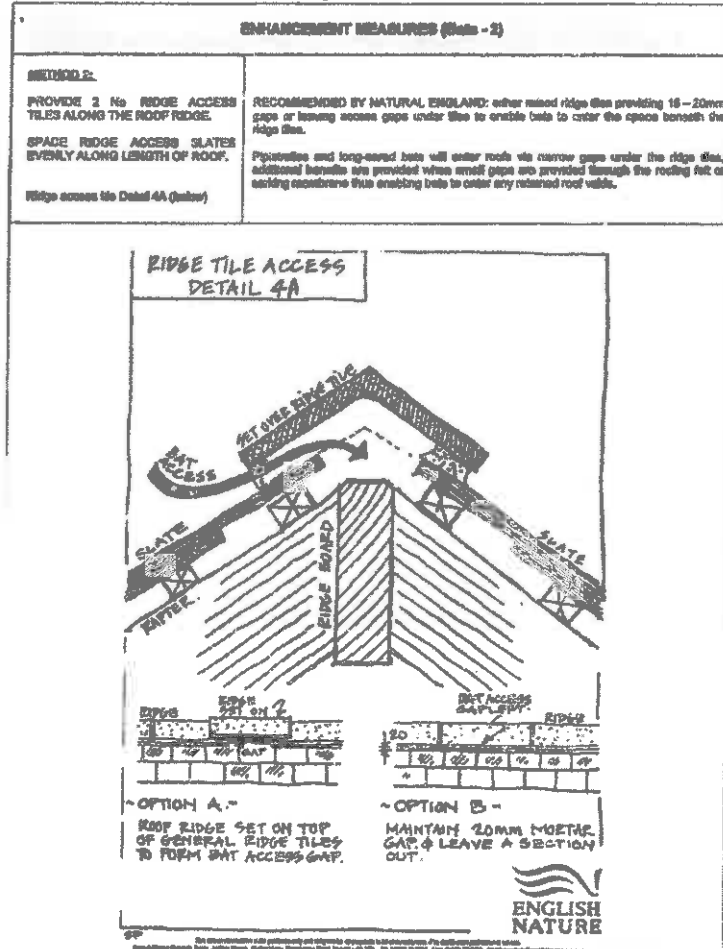 ENHANCEMENT MEASURES (Bats - 2)
METHOD 2:
PROVIDE 2 No RIDGE ACCESS
TILES ALONG THE ROOF RIDGE.
SPACE RIDGE ACCESS SLATES
EVENLY ALONG LENGTH OF ROOF.
Ridge access tile Detail 4A (below)
RECOMMENDED BY NATURAL ENGLAND: either raised ridge tiles providing 15 – 20mm
gaps or leaving access gaps under tiles to enable bats to enter the space beneath the
ridge tiles.
Pipistrelles and long-eared bats will enter roofs via narrow gaps under the ridge tiles,
additional benefits are provided when small gaps are provided through the roofing felt or
sarking membrane thus enabling bats to enter any retained roof voids.
RIDGE TILE ACCESS
DETAIL 4A
SET OVER RIDGE TILE
BAT
ACCESS
SLATE
RAFTER
RIDGE BOARD
SLATE
RIDGE
RIDGE
SET ON 2
GAP
BAT ACCESS
GAP LEFT
RIDGE
20
~OPTION A.~
ROOF RIDGE SET ON TOP
OF GENERAL RIDGE TILES
TO FORM BAT ACCESS GAP.
~OPTION B~
MAINTAIN 20mm MORTAR
GAP. & LEAVE A SECTION
OUT.
ENGLISH
NATURE